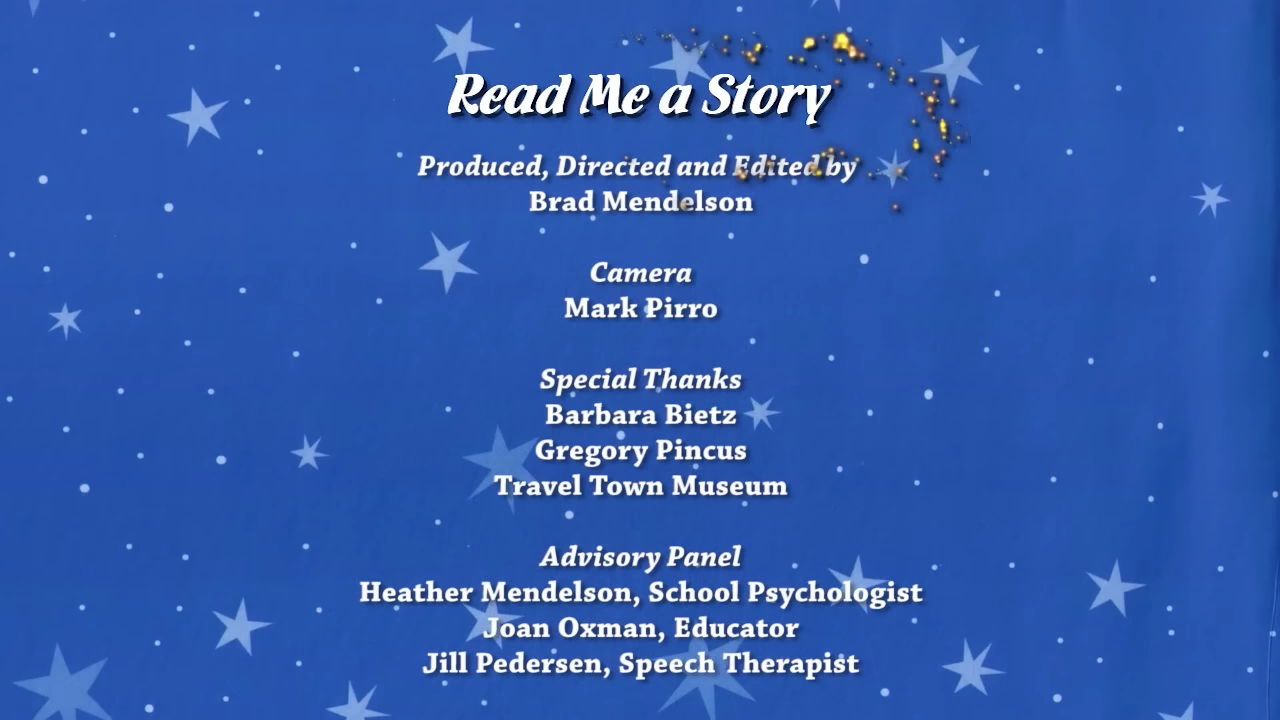 Read Me a Story
Produced, Directed and Edited by
Brad Mendelson
Camera
Mark Pirro
Special Thanks
Barbara Bietz
Gregory Pincus
Travel Town Museum
Advisory Panel
Heather Mendelson, School Psychologist
Joan Oxman, Educator
Jill Pedersen, Speech Therapist